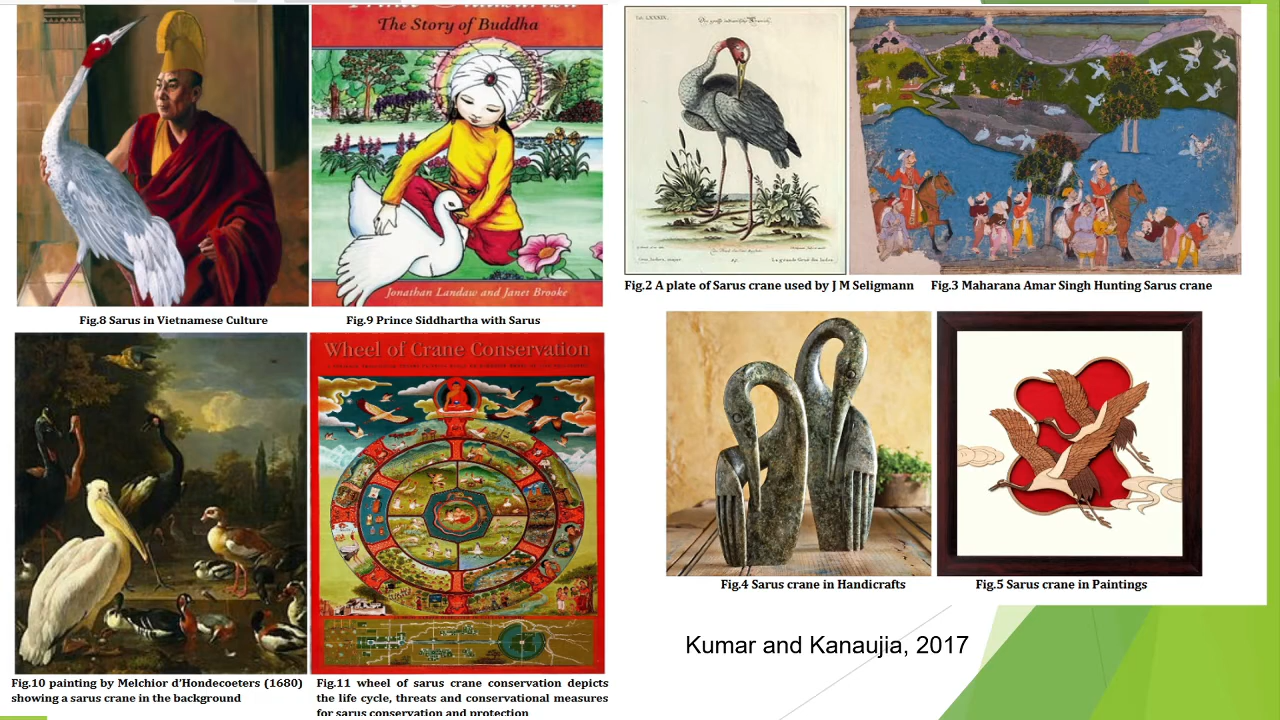 The Story of Buddha
Jonathan Landaw and Janet Brooke
Fig.8 Sarus in Vietnamese Culture
Fig.9 Prince Siddhartha with Sarus
Wheel of Crane Conservation
Fig.10 painting by Melchior d'Hondecoeters (1680)
showing a sarus crane in the background
Fig.11 wheel of sarus crane conservation depicts
the life cycle, threats and conservational measures
for sarus conservation and protection
Fig.2 A plate of Sarus crane used by J M Seligmann
Fig.3 Maharana Amar Singh Hunting Sarus crane
Fig.4 Sarus crane in Handicrafts
Fig.5 Sarus crane in Paintings
Kumar and Kanaujia, 2017